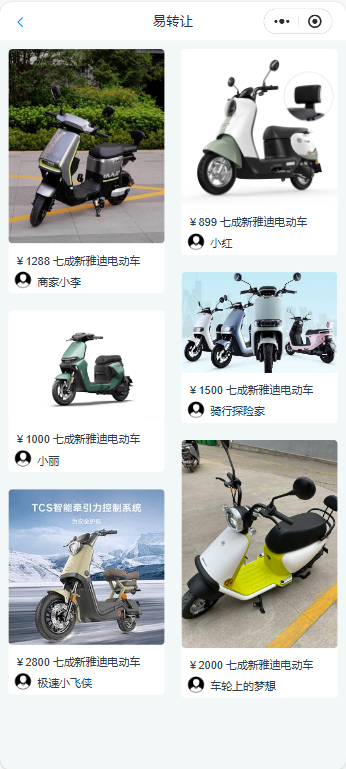 易转让
￥1288 七成新雅迪电动车
商家小李
￥899 七成新雅迪电动车
小红
￥1000 七成新雅迪电动车
小丽
￥1500 七成新雅迪电动车
骑行探险家
TCS智能牵引力控制系统
为安全护航
￥2800 七成新雅迪电动车
极速小飞侠
￥2000 七成新雅迪电动车
车轮上的梦想